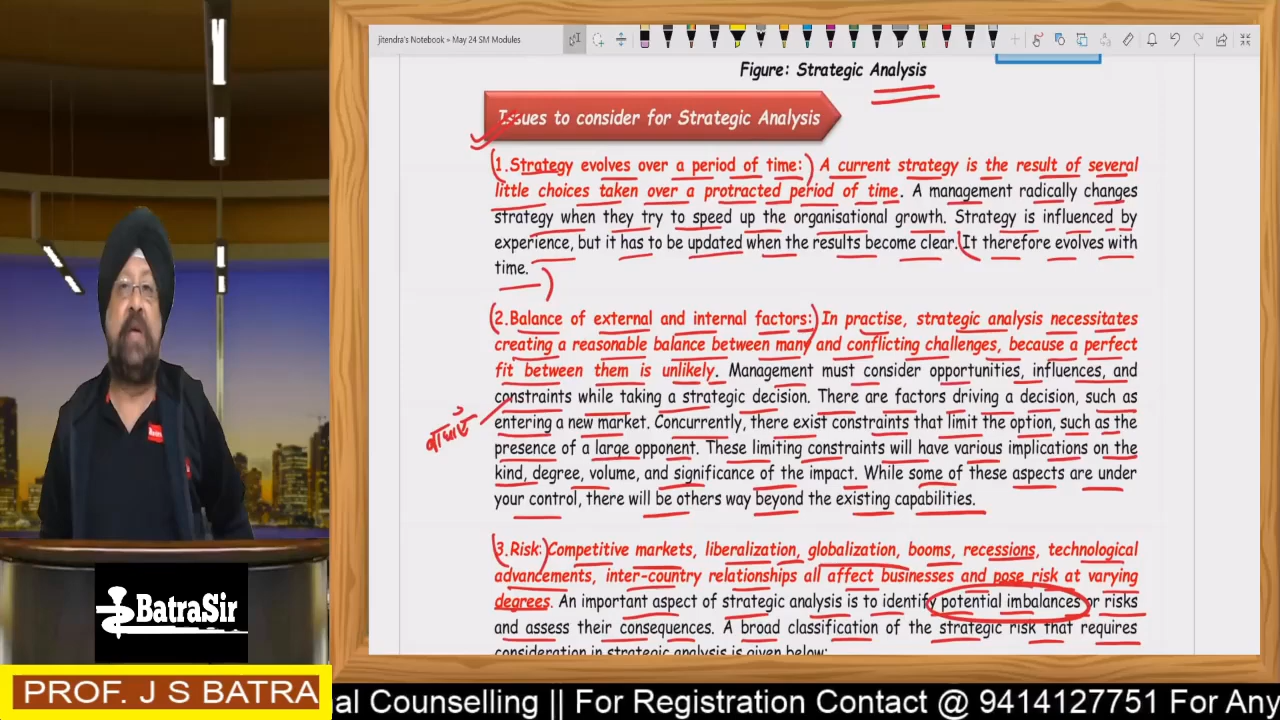 jitendra's Notebook » May 24 SM Modules
Figure: Strategic Analysis
Issues to consider for Strategic Analysis
1.Strategy evolves over a period of time: A current strategy is the result of several
little choices taken over a protracted period of time. A management radically changes
strategy when they try to speed up the organisational growth. Strategy is influenced by
experience, but it has to be updated when the results become clear. It therefore evolves with
time.
2.Balance of external and internal factors: In practise, strategic analysis necessitates
creating a reasonable balance between many and conflicting challenges, because a perfect
fit between them is unlikely. Management must consider opportunities, influences, and
constraints while taking a strategic decision. There are factors driving a decision, such as
entering a new market. Concurrently, there exist constraints that limit the option, such as the
presence of a large opponent. These limiting constraints will have various implications on the
kind, degree, volume, and significance of the impact. While some of these aspects are under
your control, there will be others way beyond the existing capabilities.
3.Risk: Competitive markets, liberalization, globalization, booms, recessions, technological
advancements, inter-country relationships all affect businesses and pose risk at varying
degrees. An important aspect of strategic analysis is to identify potential imbalances or risks
and assess their consequences. A broad classification of the strategic risk that requires
consideration in strategic analysis is given below:
BatraSir
PROF. J S BATRA
al Counselling || For Registration Contact @ 9414127751 For Any